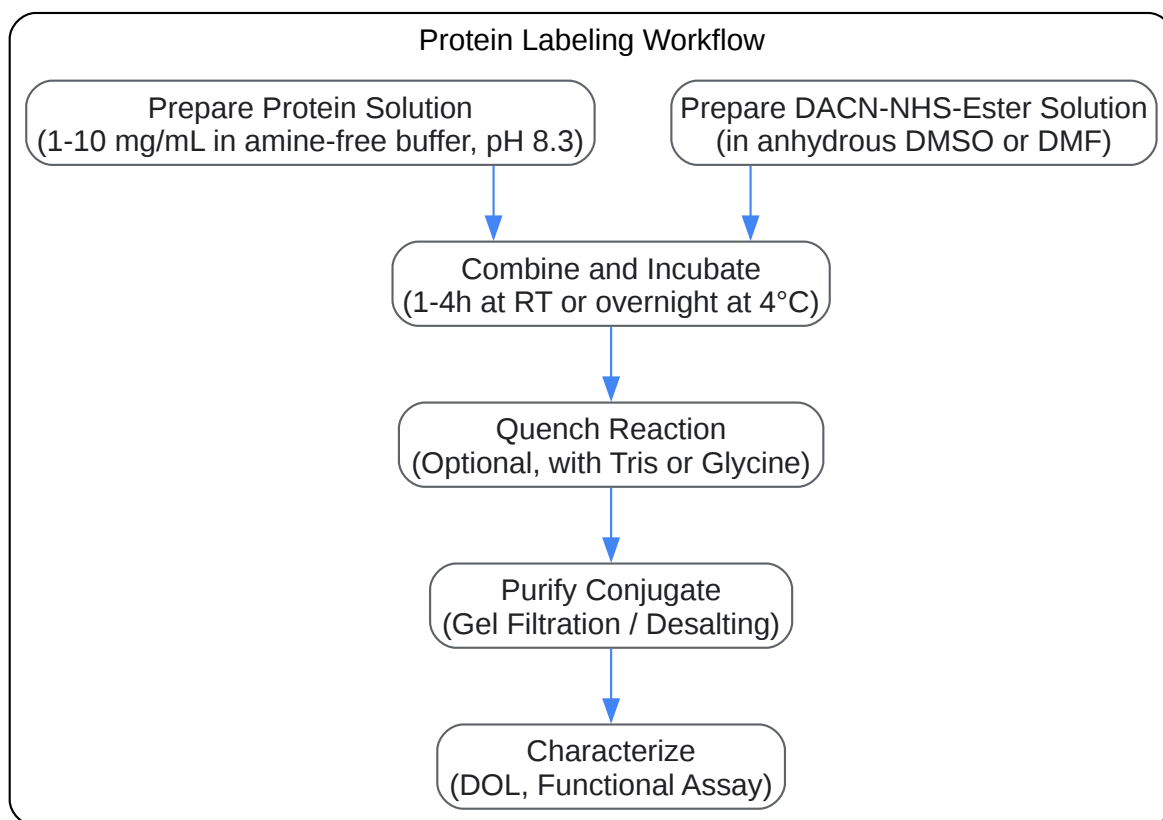 Protein Labeling Workflow
Prepare Protein Solution
(1-10 mg/mL in amine-free buffer, pH 8.3)
Prepare DACN-NHS-Ester Solution
(in anhydrous DMSO or DMF)
Combine and Incubate
(1-4h at RT or overnight at 4°C)
Quench Reaction
(Optional, with Tris or Glycine)
Purify Conjugate
(Gel Filtration / Desalting)
Characterize
(DOL, Functional Assay)